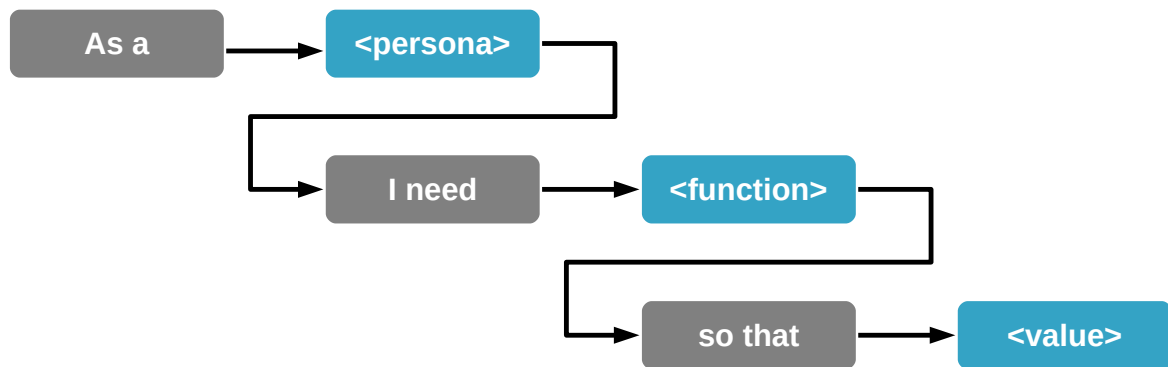 As a <persona>
I need <function>
so that <value>